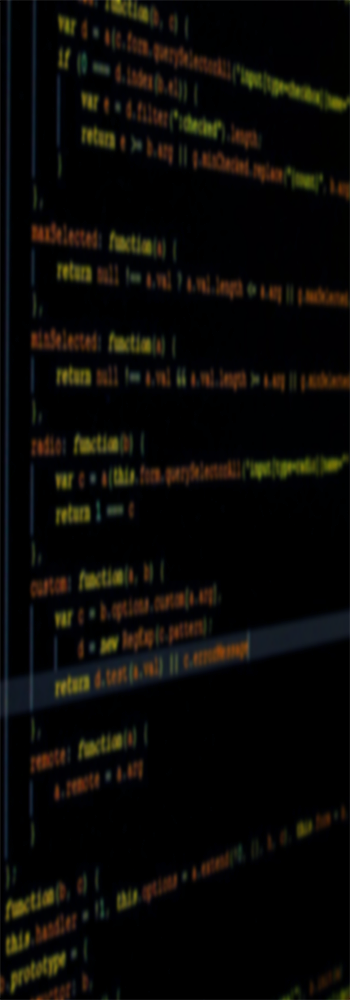 function(b, c) {
var d = a(c.form.querySelectorAll("input[type=checkbox][name="
if (0 === d.index(b.el)) {
var e = d.filter(":checked").length;
return e >= b.arg || g.minChecked.replace("{count}", b.arg
}
},
maxSelected: function(a) {
return null !== a.val ? a.val.length <= a.arg || g.maxSelected
},
minSelected: function(a) {
return null !== a.val && a.val.length >= a.arg || g.minSelected
},
radio: function(b) {
var c = a(this.form.querySelectorAll("input[type=radio][name="
return 1 === c
},
custom: function(a, b) {
var c = b.options.custom[a.arg],
d = new RegExp(c.pattern);
return d.test(a.val) || c.errorMessage
},
remote: function(a) {
a.remote = a.arg
}
};
function(b, c) {
this.handler = !1, this.options = a.extend({}, h, c), this.form = b,
prototype = {
b,